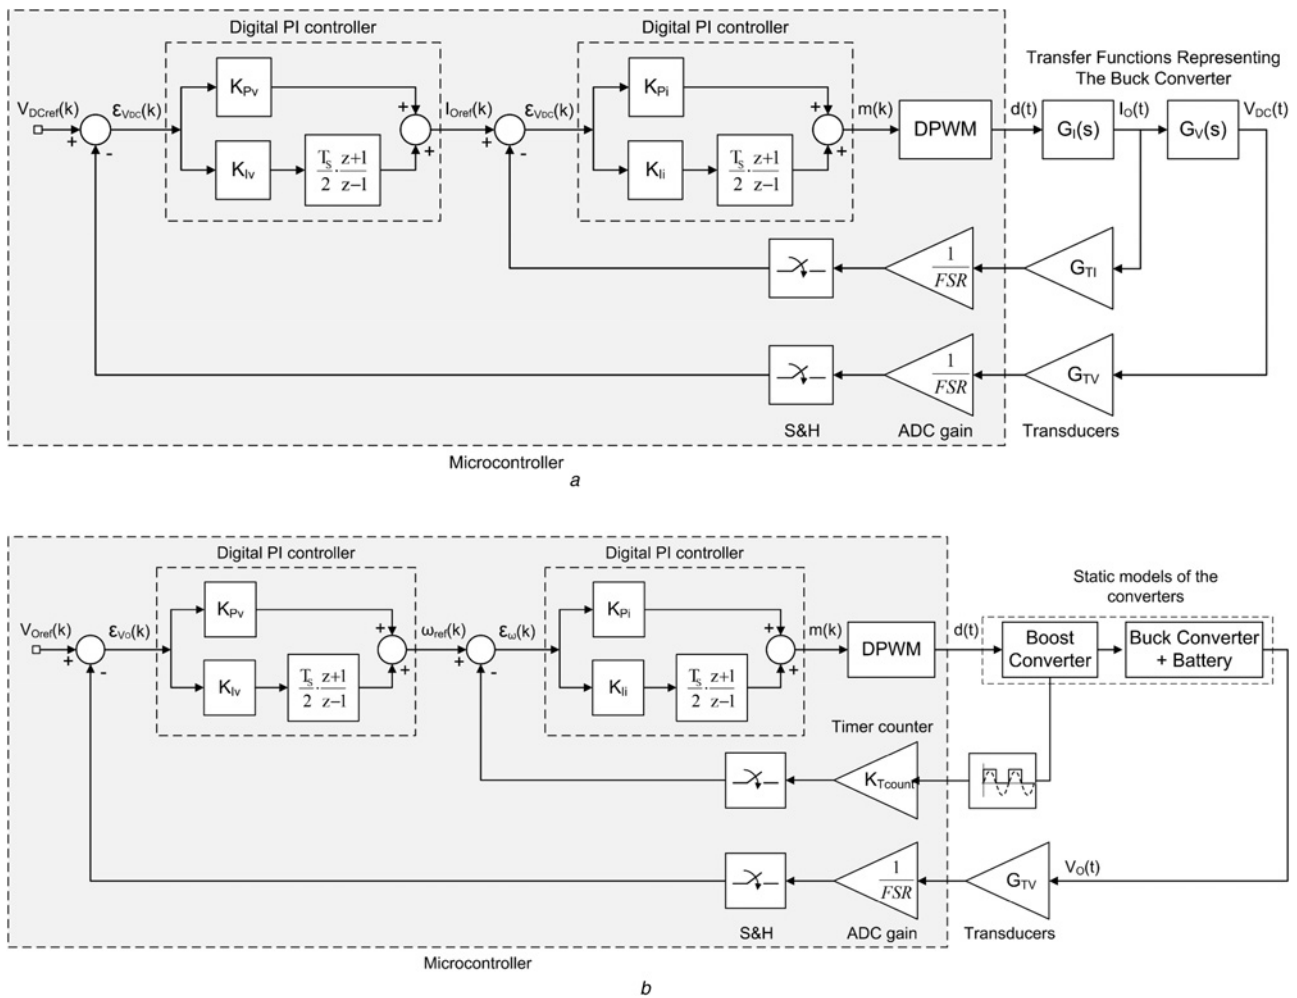 Digital PI controller
Digital PI controller
Transfer Functions Representing
The Buck Converter
V_DCref(k)
+
-
Ɛ_VDC(k)
K_Pv
K_Iv
T_S/2 · z+1/z−1
+
+
I_Oref(k)
+
-
Ɛ_VDC(k)
K_Pi
K_Ii
T_S/2 · z+1/z−1
+
+
m(k)
DPWM
d(t)
G_I(s)
I_O(t)
G_V(s)
V_DC(t)
1/FSR
G_TI
1/FSR
G_TV
S&H
ADC gain
Transducers
Microcontroller
a
Digital PI controller
Digital PI controller
Static models of the
converters
V_Oref(k)
+
-
Ɛ_VO(k)
K_Pv
K_Iv
T_S/2 · z+1/z−1
+
+
ω_ref(k)
+
-
Ɛ_ω(k)
K_Pi
K_Ii
T_S/2 · z+1/z−1
+
+
m(k)
DPWM
d(t)
Boost
Converter
Buck Converter
+ Battery
Timer counter
K_Tcount
1/FSR
G_TV
V_O(t)
S&H
ADC gain
Transducers
Microcontroller
b